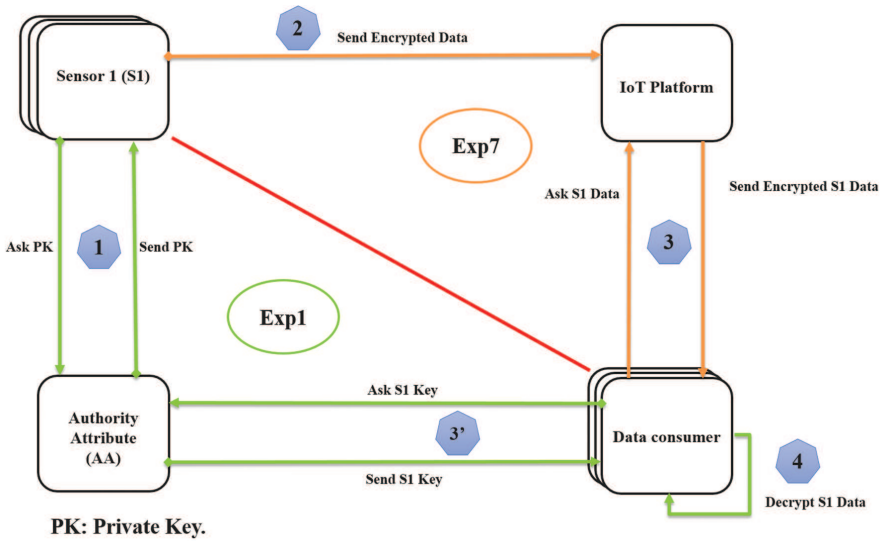 2
Send Encrypted Data
Sensor 1 (S1)
IoT Platform
Exp7
Ask S1 Data
Send Encrypted S1 Data
Ask PK
1
Send PK
3
Exp1
Ask S1 Key
Authority
Attribute
(AA)
3’
Data consumer
4
Send S1 Key
Decrypt S1 Data
PK: Private Key.